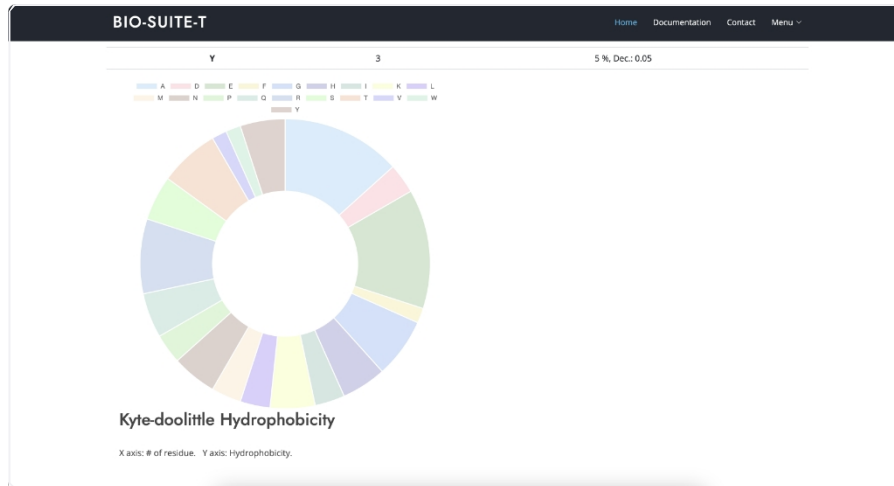 BIO-SUITE-T
Home Documentation Contact Menu
Y 3 5 %, Dec.: 0.05
A D E F G H I K L
M N P Q R S T V W
Y
Kyte-doolittle Hydrophobicity
X axis: # of residue. Y axis: Hydrophobicity.